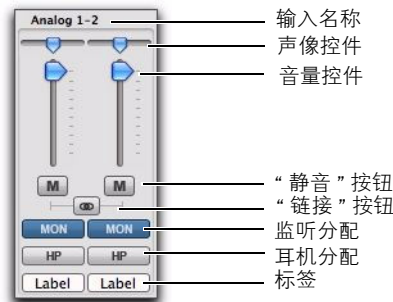 Analog 1-2
输入名称
声像控件
音量控件
M M
“静音”按钮
“链接”按钮
MON MON
监听分配
HP HP
耳机分配
Label Label
标签